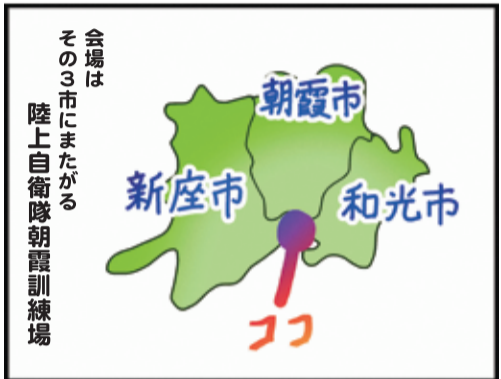 会場は
その3市にまたがる
陸上自衛隊朝霞訓練場
朝霞市
新座市
和光市
ココ